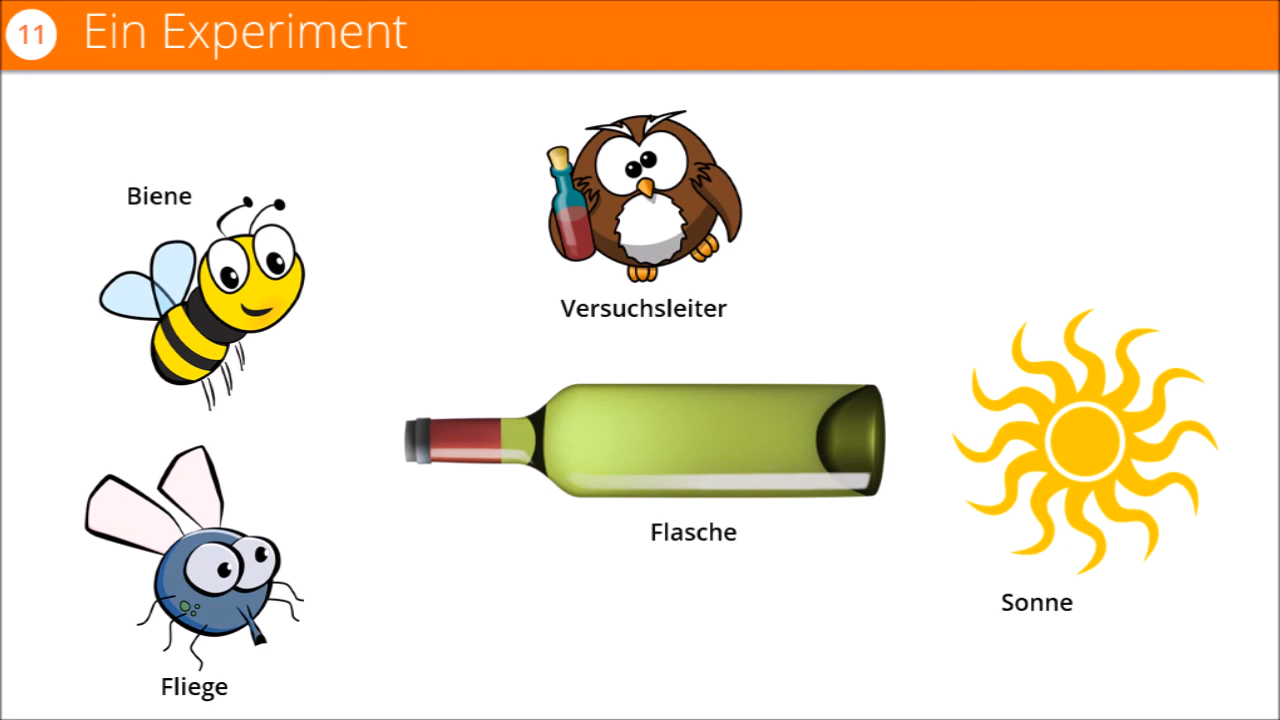 11 Ein Experiment
Biene
Versuchsleiter
Flasche
Sonne
Fliege